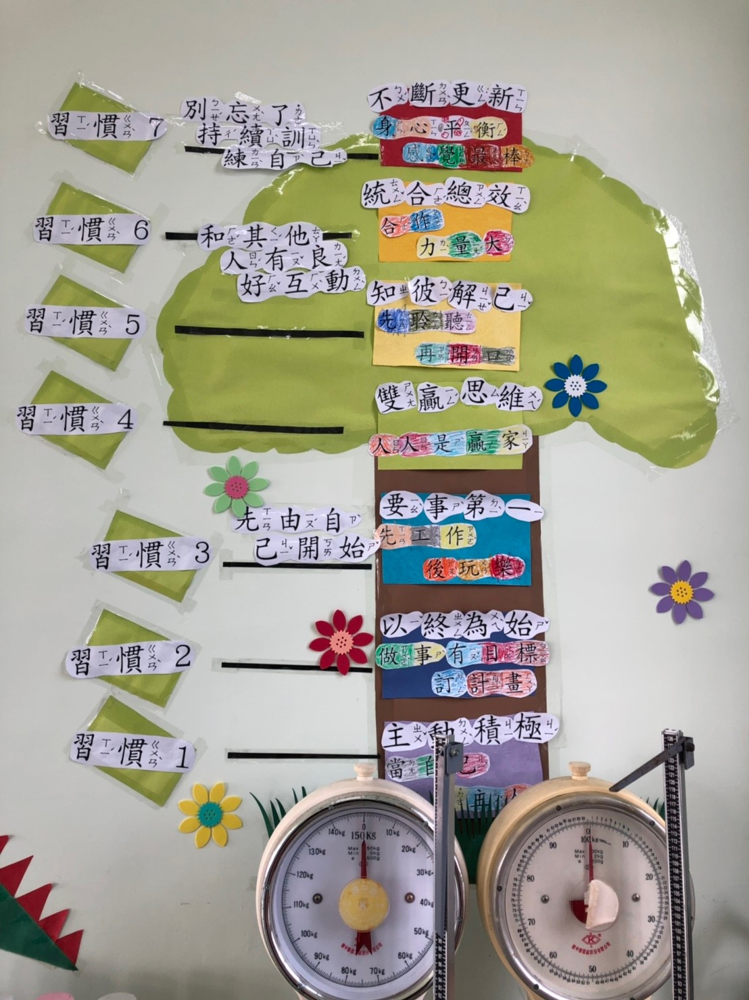 習慣7
別忘了
持續訓
練自己
不斷更新
身心平衡
感覺最棒
習慣6
和其他
人有良
好互動
統合總效
合作
力量大
習慣5
知彼解己
先聆聽
再開口
習慣4
雙贏思維
人人是贏家
習慣3
先由自
己開始
要事第一
先工作
後玩樂
習慣2
以終為始
做事有目標
訂計畫
習慣1
主動積極
當自己
再
0
150Kg
10kg
20kg
30kg
40kg
50kg
60kg
70kg
80kg
90kg
100kg
110kg
120kg
130kg
140kg
K
0
100kg
10
20
30
40
50
60
70
80
90
K